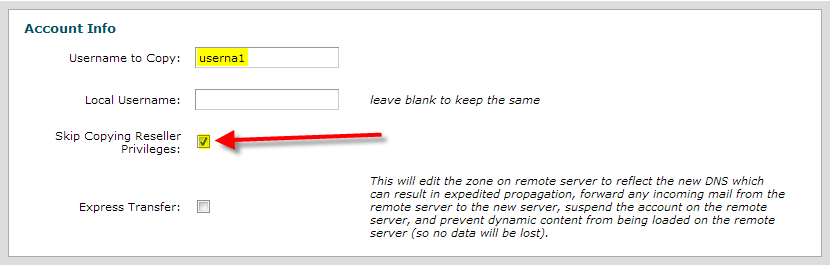 Account Info
Username to Copy: userna1
Local Username: leave blank to keep the same
Skip Copying Reseller
Privileges:
Express Transfer:
This will edit the zone on remote server to reflect the new DNS which
can result in expedited propagation, forward any incoming mail from the
remote server to the new server, suspend the account on the remote
server, and prevent dynamic content from being loaded on the remote
server (so no data will be lost).